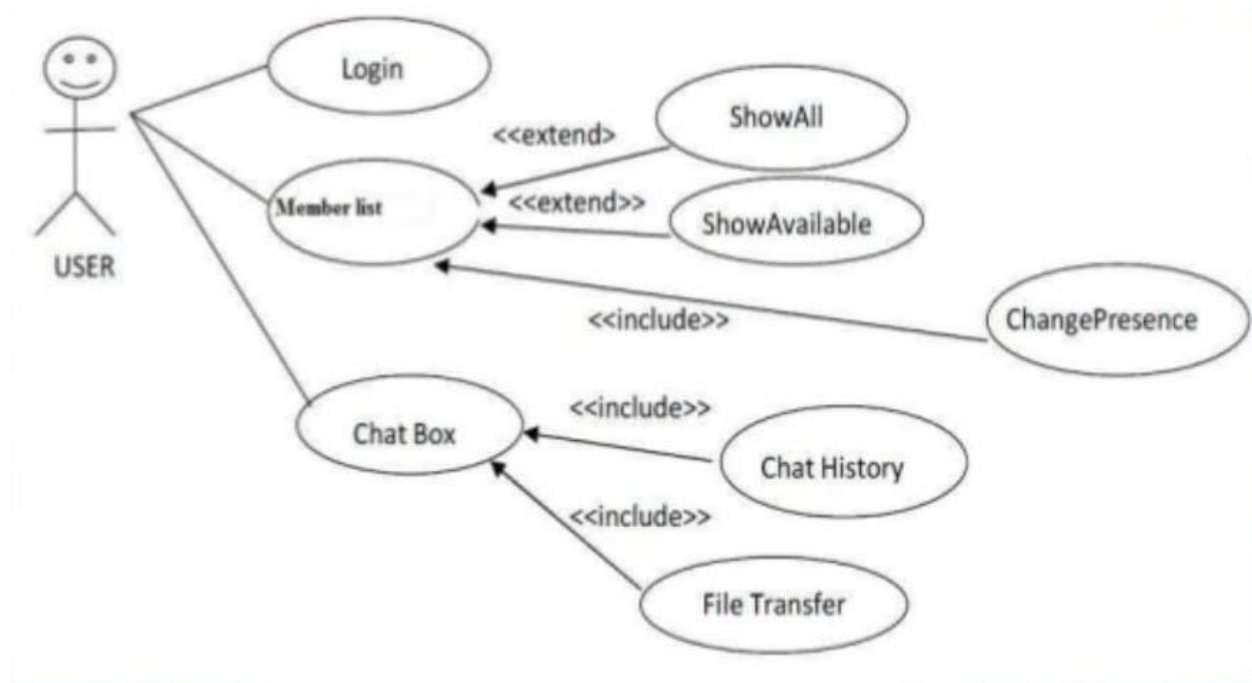 Login
ShowAll
<<extend>
Member list
<<extend>>
ShowAvailable
USER
<<include>>
ChangePresence
<<include>>
Chat Box
Chat History
<<include>>
File Transfer